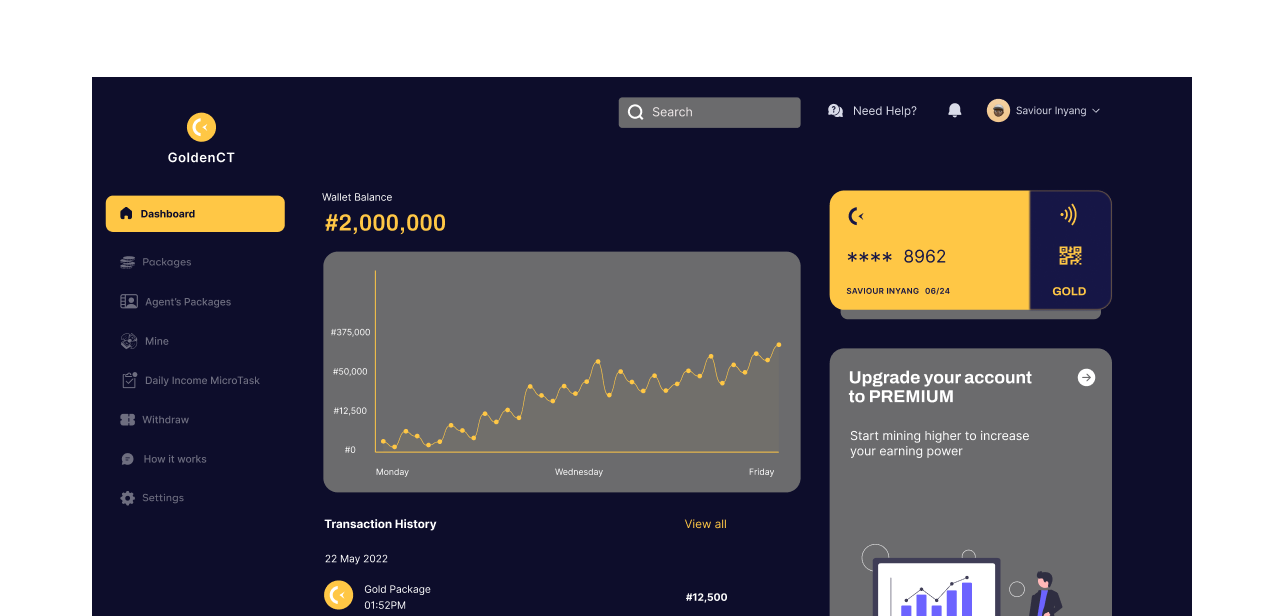 Search
Need Help?
Saviour Inyang
GoldenCT
Dashboard
Packages
Agent's Packages
Mine
Daily Income MicroTask
Withdraw
How it works
Settings
Wallet Balance
#2,000,000
#375,000
#50,000
#12,500
#0
Monday
Wednesday
Friday
Transaction History
View all
22 May 2022
Gold Package
01:52PM
#12,500
**** 8962
SAVIOUR INYANG 06/24
GOLD
Upgrade your account
to PREMIUM
Start mining higher to increase
your earning power